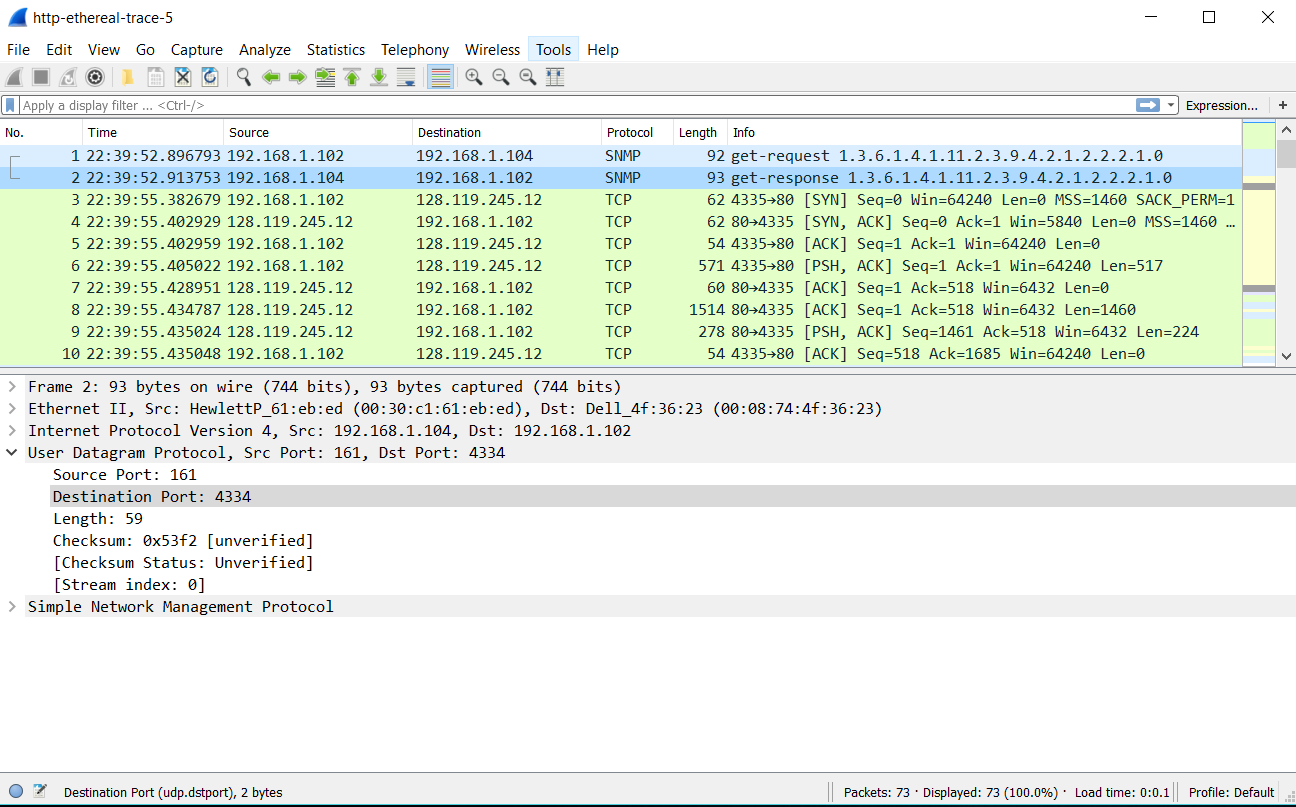 http-ethereal-trace-5
File Edit View Go Capture Analyze Statistics Telephony Wireless Tools Help
Apply a display filter ... <Ctrl-/> Expression... +
No. Time Source Destination Protocol Length Info
1 22:39:52.896793 192.168.1.102 192.168.1.104 SNMP 92 get-request 1.3.6.1.4.1.11.2.3.9.4.2.1.2.2.2.1.0
2 22:39:52.913753 192.168.1.104 192.168.1.102 SNMP 93 get-response 1.3.6.1.4.1.11.2.3.9.4.2.1.2.2.2.1.0
3 22:39:55.382679 192.168.1.102 128.119.245.12 TCP 62 4335→80 [SYN] Seq=0 Win=64240 Len=0 MSS=1460 SACK_PERM=1
4 22:39:55.402929 128.119.245.12 192.168.1.102 TCP 62 80→4335 [SYN, ACK] Seq=0 Ack=1 Win=5840 Len=0 MSS=1460 …
5 22:39:55.402959 192.168.1.102 128.119.245.12 TCP 54 4335→80 [ACK] Seq=1 Ack=1 Win=64240 Len=0
6 22:39:55.405022 192.168.1.102 128.119.245.12 TCP 571 4335→80 [PSH, ACK] Seq=1 Ack=1 Win=64240 Len=517
7 22:39:55.428951 128.119.245.12 192.168.1.102 TCP 60 80→4335 [ACK] Seq=1 Ack=518 Win=6432 Len=0
8 22:39:55.434787 128.119.245.12 192.168.1.102 TCP 1514 80→4335 [ACK] Seq=1 Ack=518 Win=6432 Len=1460
9 22:39:55.435024 128.119.245.12 192.168.1.102 TCP 278 80→4335 [PSH, ACK] Seq=1461 Ack=518 Win=6432 Len=224
10 22:39:55.435048 192.168.1.102 128.119.245.12 TCP 54 4335→80 [ACK] Seq=518 Ack=1685 Win=64240 Len=0
Frame 2: 93 bytes on wire (744 bits), 93 bytes captured (744 bits)
Ethernet II, Src: HewlettP_61:eb:ed (00:30:c1:61:eb:ed), Dst: Dell_4f:36:23 (00:08:74:4f:36:23)
Internet Protocol Version 4, Src: 192.168.1.104, Dst: 192.168.1.102
User Datagram Protocol, Src Port: 161, Dst Port: 4334
Source Port: 161
Destination Port: 4334
Length: 59
Checksum: 0x53f2 [unverified]
[Checksum Status: Unverified]
[Stream index: 0]
Simple Network Management Protocol
Destination Port (udp.dstport), 2 bytes Packets: 73 · Displayed: 73 (100.0%) · Load time: 0:0.1 Profile: Default